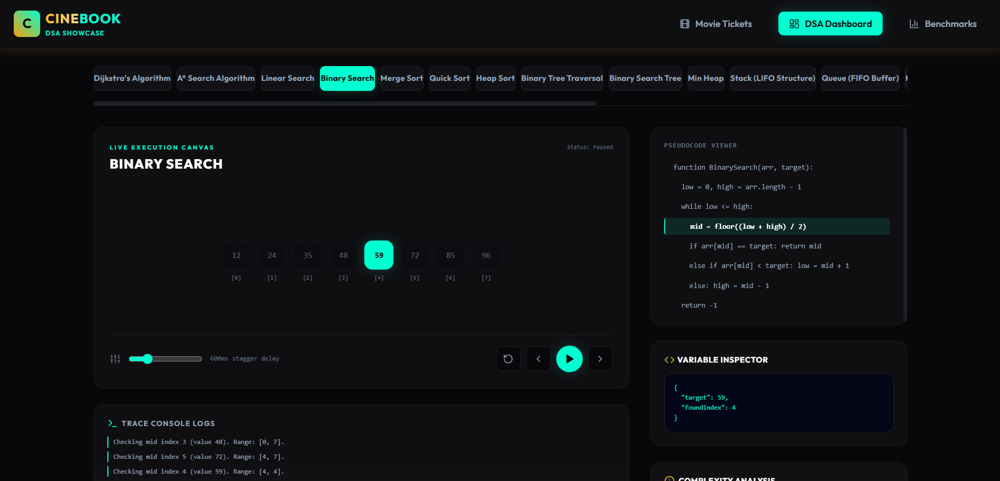 C
CINEBOOK
DSA SHOWCASE
Movie Tickets
DSA Dashboard
Benchmarks
Dijkstra's Algorithm
A* Search Algorithm
Linear Search
Binary Search
Merge Sort
Quick Sort
Heap Sort
Binary Tree Traversal
Binary Search Tree
Min Heap
Stack (LIFO Structure)
Queue (FIFO Buffer)
LIVE EXECUTION CANVAS
Status: Paused
BINARY SEARCH
12 24 35 48 59 72 85 96
[0] [1] [2] [3] [4] [5] [6] [7]
600ms stagger delay
TRACE CONSOLE LOGS
Checking mid index 3 (value 48). Range: [0, 7].
Checking mid index 5 (value 72). Range: [4, 7].
Checking mid index 4 (value 59). Range: [4, 4].
PSEUDOCODE VIEWER
function BinarySearch(arr, target):
low = 0, high = arr.length - 1
while low <= high:
mid = floor((low + high) / 2)
if arr[mid] == target: return mid
else if arr[mid] < target: low = mid + 1
else: high = mid - 1
return -1
VARIABLE INSPECTOR
{
"target": 59,
"foundIndex": 4
}
COMPLEXITY ANALYSIS